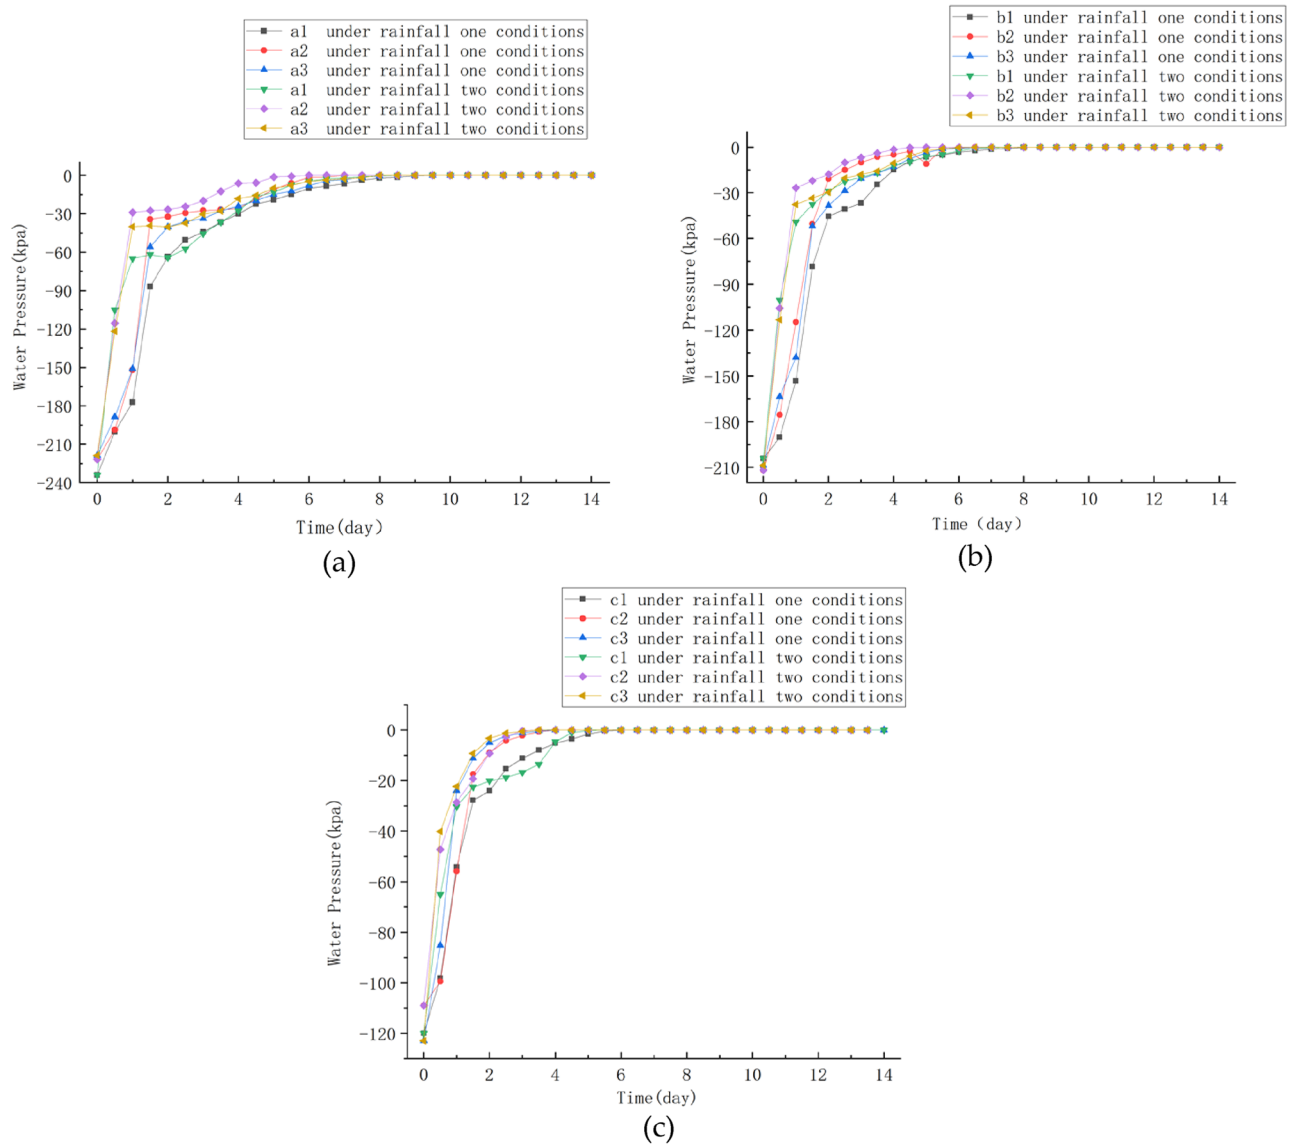 a1 under rainfall one conditions
a2 under rainfall one conditions
a3 under rainfall one conditions
a1 under rainfall two conditions
a2 under rainfall two conditions
a3 under rainfall two conditions
0
-30
-60
-90
-120
-150
-180
-210
-240
Water Pressure(kpa)
0 2 4 6 8 10 12 14
Time(day)
(a)
b1 under rainfall one conditions
b2 under rainfall one conditions
b3 under rainfall one conditions
b1 under rainfall two conditions
b2 under rainfall two conditions
b3 under rainfall two conditions
0
-30
-60
-90
-120
-150
-180
-210
Water Pressure(kpa)
0 2 4 6 8 10 12 14
Time (day)
(b)
c1 under rainfall one conditions
c2 under rainfall one conditions
c3 under rainfall one conditions
c1 under rainfall two conditions
c2 under rainfall two conditions
c3 under rainfall two conditions
0
-20
-40
-60
-80
-100
-120
Water Pressure(kpa)
0 2 4 6 8 10 12 14
Time(day)
(c)